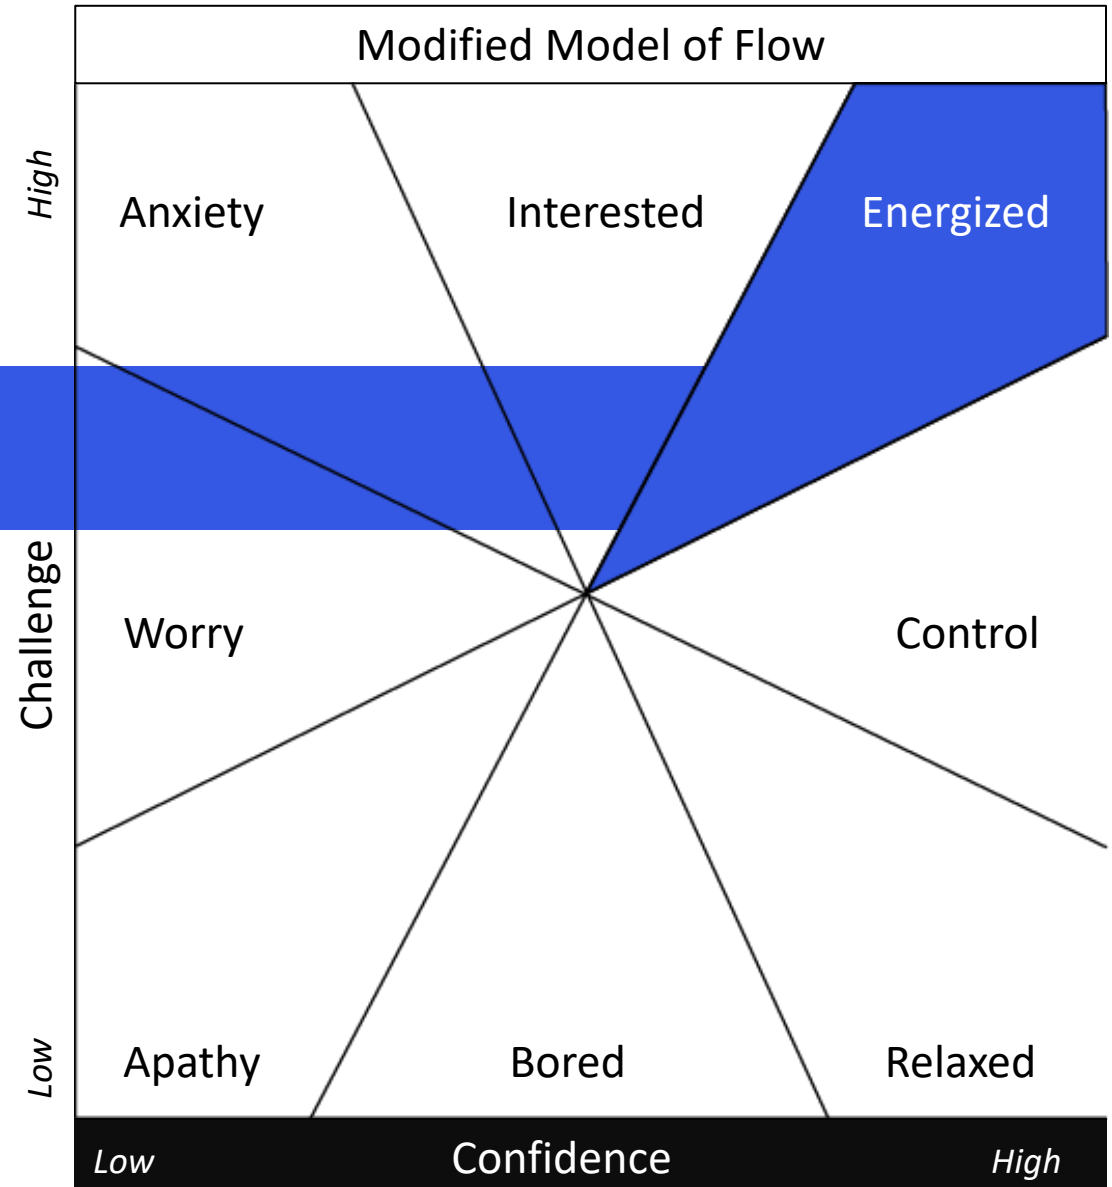 Modified Model of Flow
High
Anxiety
Interested
Energized
Challenge
Worry
Control
Low
Apathy
Bored
Relaxed
Low
Confidence
High